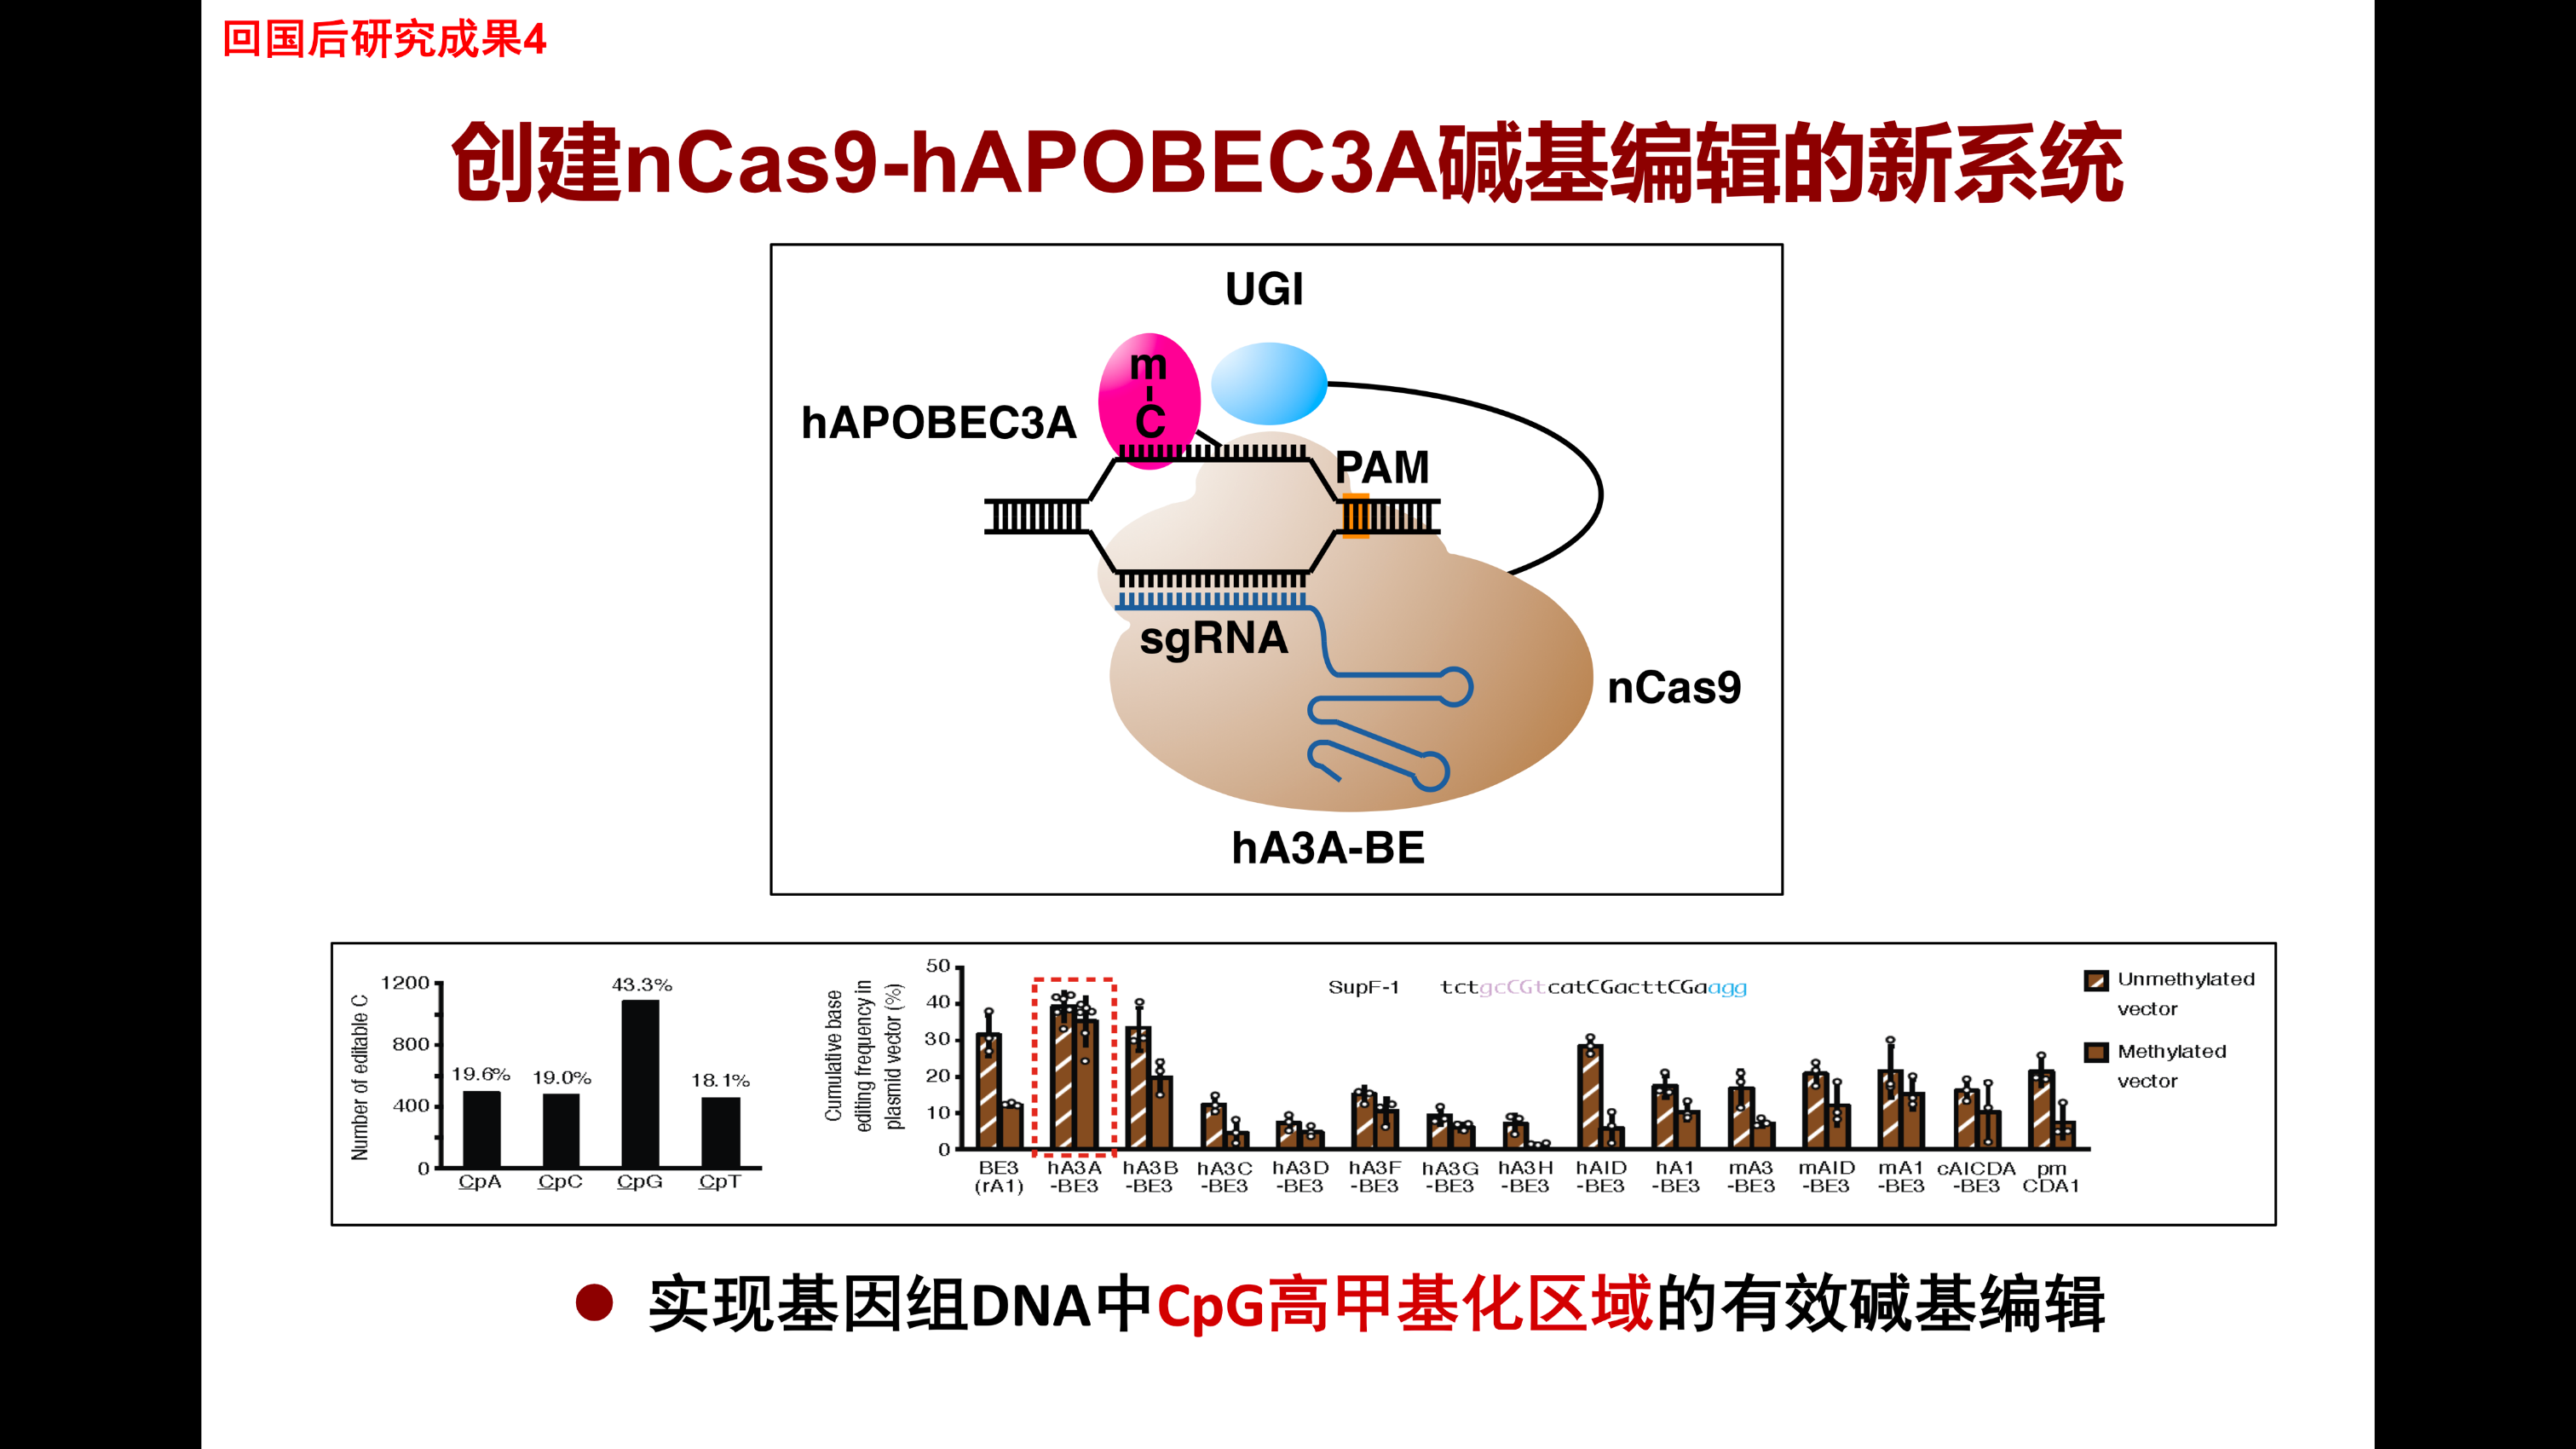 回国后研究成果4
创建nCas9-hAPOBEC3A碱基编辑的新系统
UGI
m
C
hAPOBEC3A
PAM
sgRNA
nCas9
hA3A-BE
Number of editable C
1200
800
400
0
19.6%
19.0%
43.3%
18.1%
CpA
CpC
CpG
CpT
Cumulative base
editing frequency in
plasmid vector (%)
50
40
30
20
10
0
SupF-1 tctgcCGtcatCGacttCGaagg
BE3
(rA1)
hA3A
-BE3
hA3B
-BE3
hA3C
-BE3
hA3D
-BE3
hA3F
-BE3
hA3G
-BE3
hA3H
-BE3
hAID
-BE3
hA1
-BE3
mA3
-BE3
mAID
-BE3
mA1
-BE3
cAICDA
-BE3
pm
CDA1
Unmethylated
vector
Methylated
vector
● 实现基因组DNA中CpG高甲基化区域的有效碱基编辑